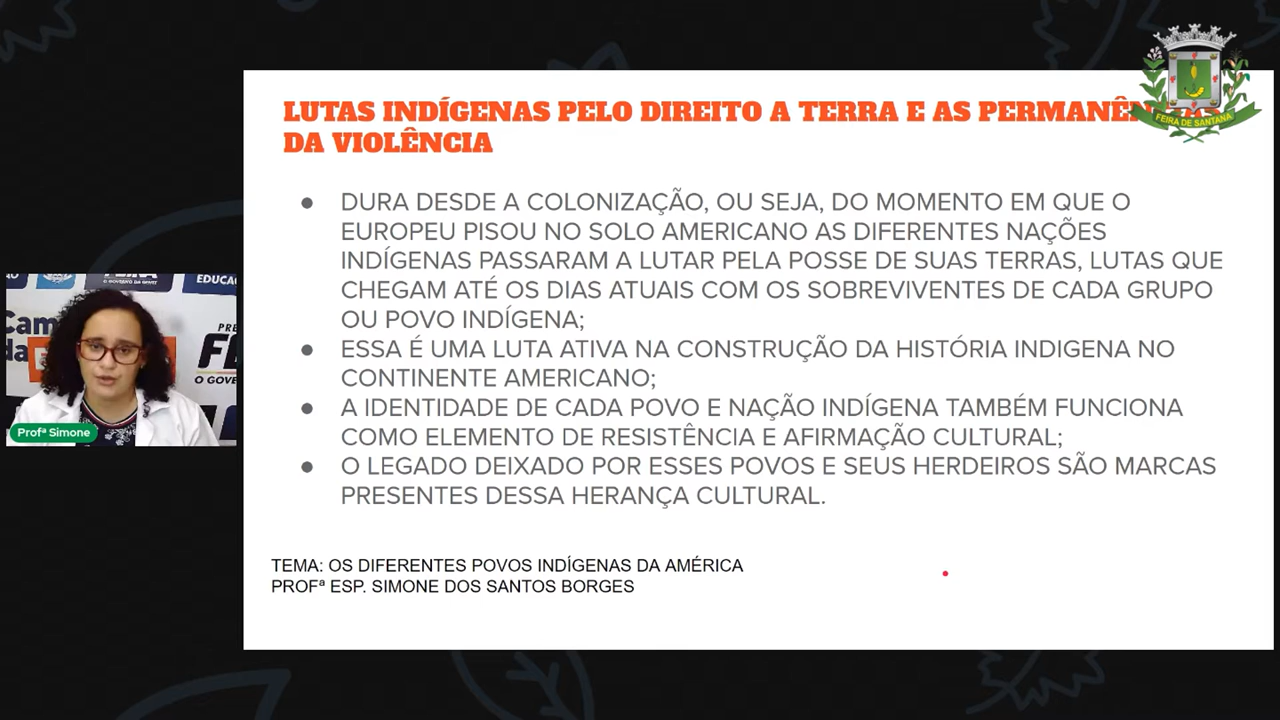 FEIRA DE SANTANA
LUTAS INDÍGENAS PELO DIREITO A TERRA E AS
DA VIOLÊNCIA
● DURA DESDE A COLONIZAÇÃO, OU SEJA, DO MOMENTO EM QUE O
EUROPEU PISOU NO SOLO AMERICANO AS DIFERENTES NAÇÕES
INDÍGENAS PASSARAM A LUTAR PELA POSSE DE SUAS TERRAS, LUTAS QUE
CHEGAM ATÉ OS DIAS ATUAIS COM OS SOBREVIVENTES DE CADA GRUPO
OU POVO INDÍGENA;
● ESSA É UMA LUTA ATIVA NA CONSTRUÇÃO DA HISTÓRIA INDIGENA NO
CONTINENTE AMERICANO;
● A IDENTIDADE DE CADA POVO E NAÇÃO INDÍGENA TAMBÉM FUNCIONA
COMO ELEMENTO DE RESISTÊNCIA E AFIRMAÇÃO CULTURAL;
● O LEGADO DEIXADO POR ESSES POVOS E SEUS HERDEIROS SÃO MARCAS
PRESENTES DESSA HERANÇA CULTURAL.
TEMA: OS DIFERENTES POVOS INDÍGENAS DA AMÉRICA
PROFª ESP. SIMONE DOS SANTOS BORGES
Profª Simone